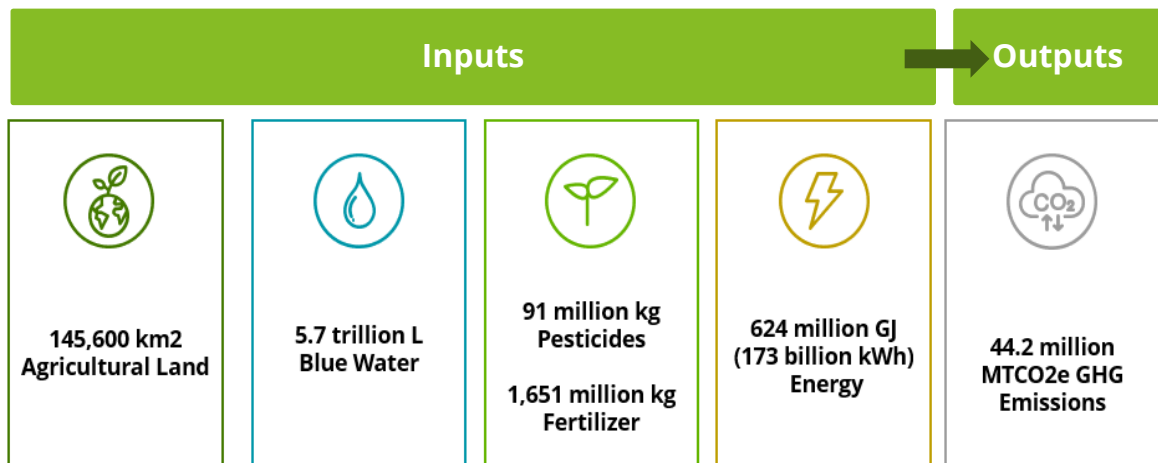 Inputs
Outputs
145,600 km2
Agricultural Land
5.7 trillion L
Blue Water
91 million kg
Pesticides
1,651 million kg
Fertilizer
624 million GJ
(173 billion kWh)
Energy
CO₂
44.2 million
MTCO2e GHG
Emissions